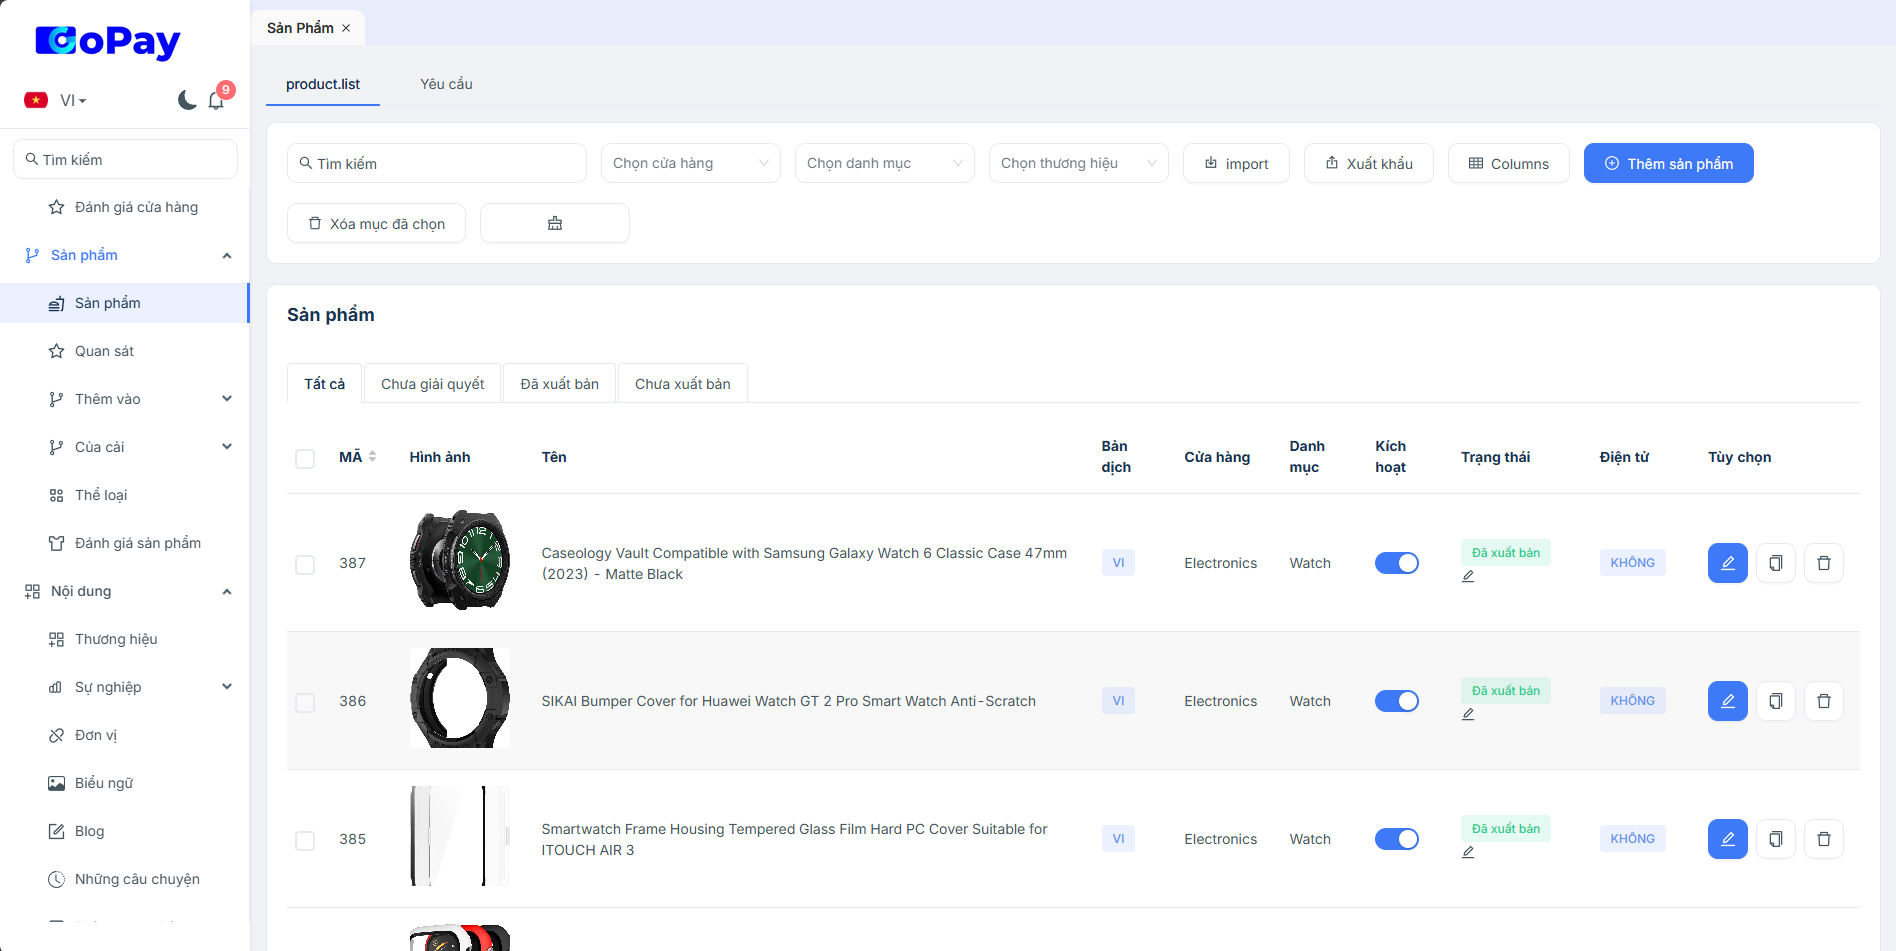 GoPay
VI
9
Tìm kiếm
Đánh giá cửa hàng
Sản phẩm
Sản phẩm
Quan sát
Thêm vào
Của cải
Thể loại
Đánh giá sản phẩm
Nội dung
Thương hiệu
Sự nghiệp
Đơn vị
Biểu ngữ
Blog
Những câu chuyện
Sản Phẩm
product.list
Yêu cầu
Tìm kiếm
Chọn cửa hàng
Chọn danh mục
Chọn thương hiệu
import
Xuất khẩu
Columns
Thêm sản phẩm
Xóa mục đã chọn
Sản phẩm
Tất cả
Chưa giải quyết
Đã xuất bản
Chưa xuất bản
MÃ
Hình ảnh
Tên
Bản dịch
Cửa hàng
Danh mục
Kích hoạt
Trạng thái
Điện tử
Tùy chọn
387
Caseology Vault Compatible with Samsung Galaxy Watch 6 Classic Case 47mm
(2023) - Matte Black
VI
Electronics
Watch
Đã xuất bản
KHÔNG
386
SIKAI Bumper Cover for Huawei Watch GT 2 Pro Smart Watch Anti-Scratch
VI
Electronics
Watch
Đã xuất bản
KHÔNG
385
Smartwatch Frame Housing Tempered Glass Film Hard PC Cover Suitable for
ITOUCH AIR 3
VI
Electronics
Watch
Đã xuất bản
KHÔNG